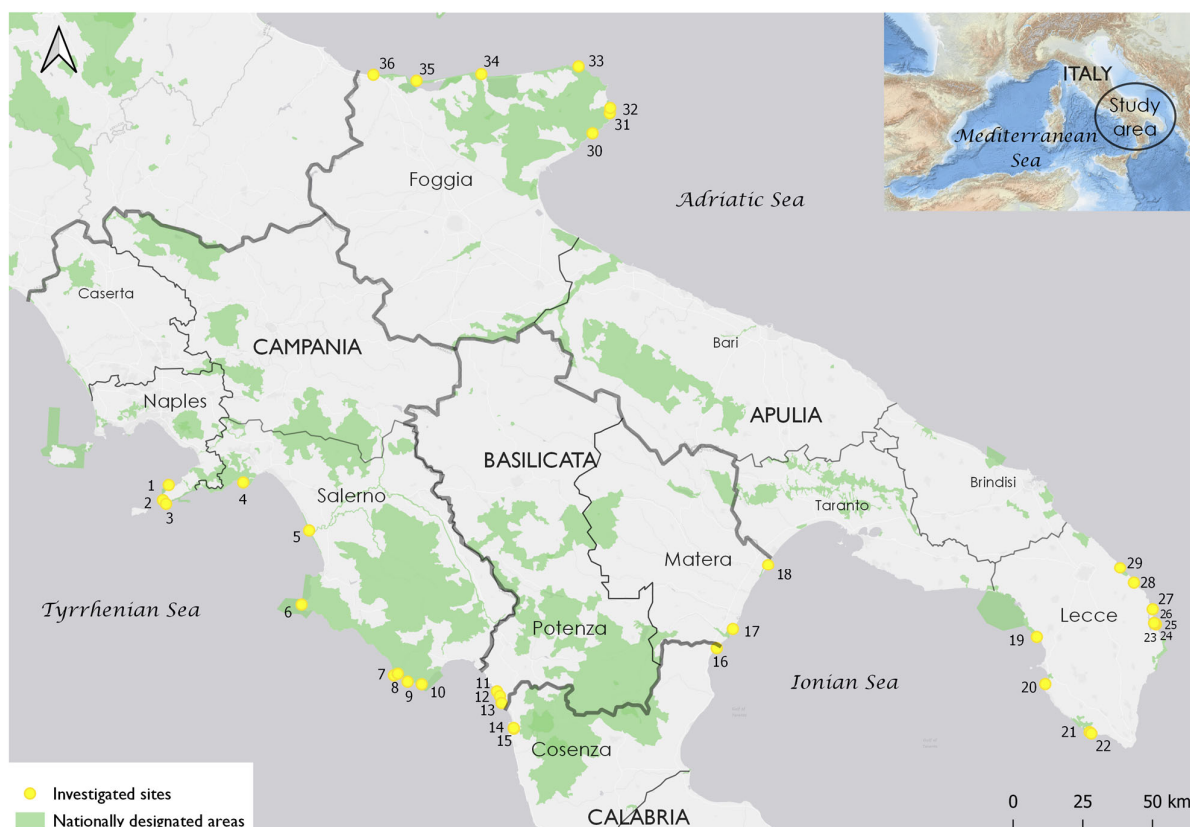 36
35
34
33
32
31
30
ITALY
Study
area
Mediterranean
Sea
Foggia
Adriatic Sea
Caserta
CAMPANIA
Bari
Naples
APULIA
BASILICATA
Salerno
Brindisi
Taranto
1
2
3
4
5
Matera
18
29
28
27
26
25
23
24
Tyrrhenian Sea
6
Potenza
Lecce
17
16
19
7
8
9
10
11
12
13
Ionian Sea
20
14
15
Cosenza
21
22
Investigated sites
Nationally designated areas
CALABRIA
0 25 50 km